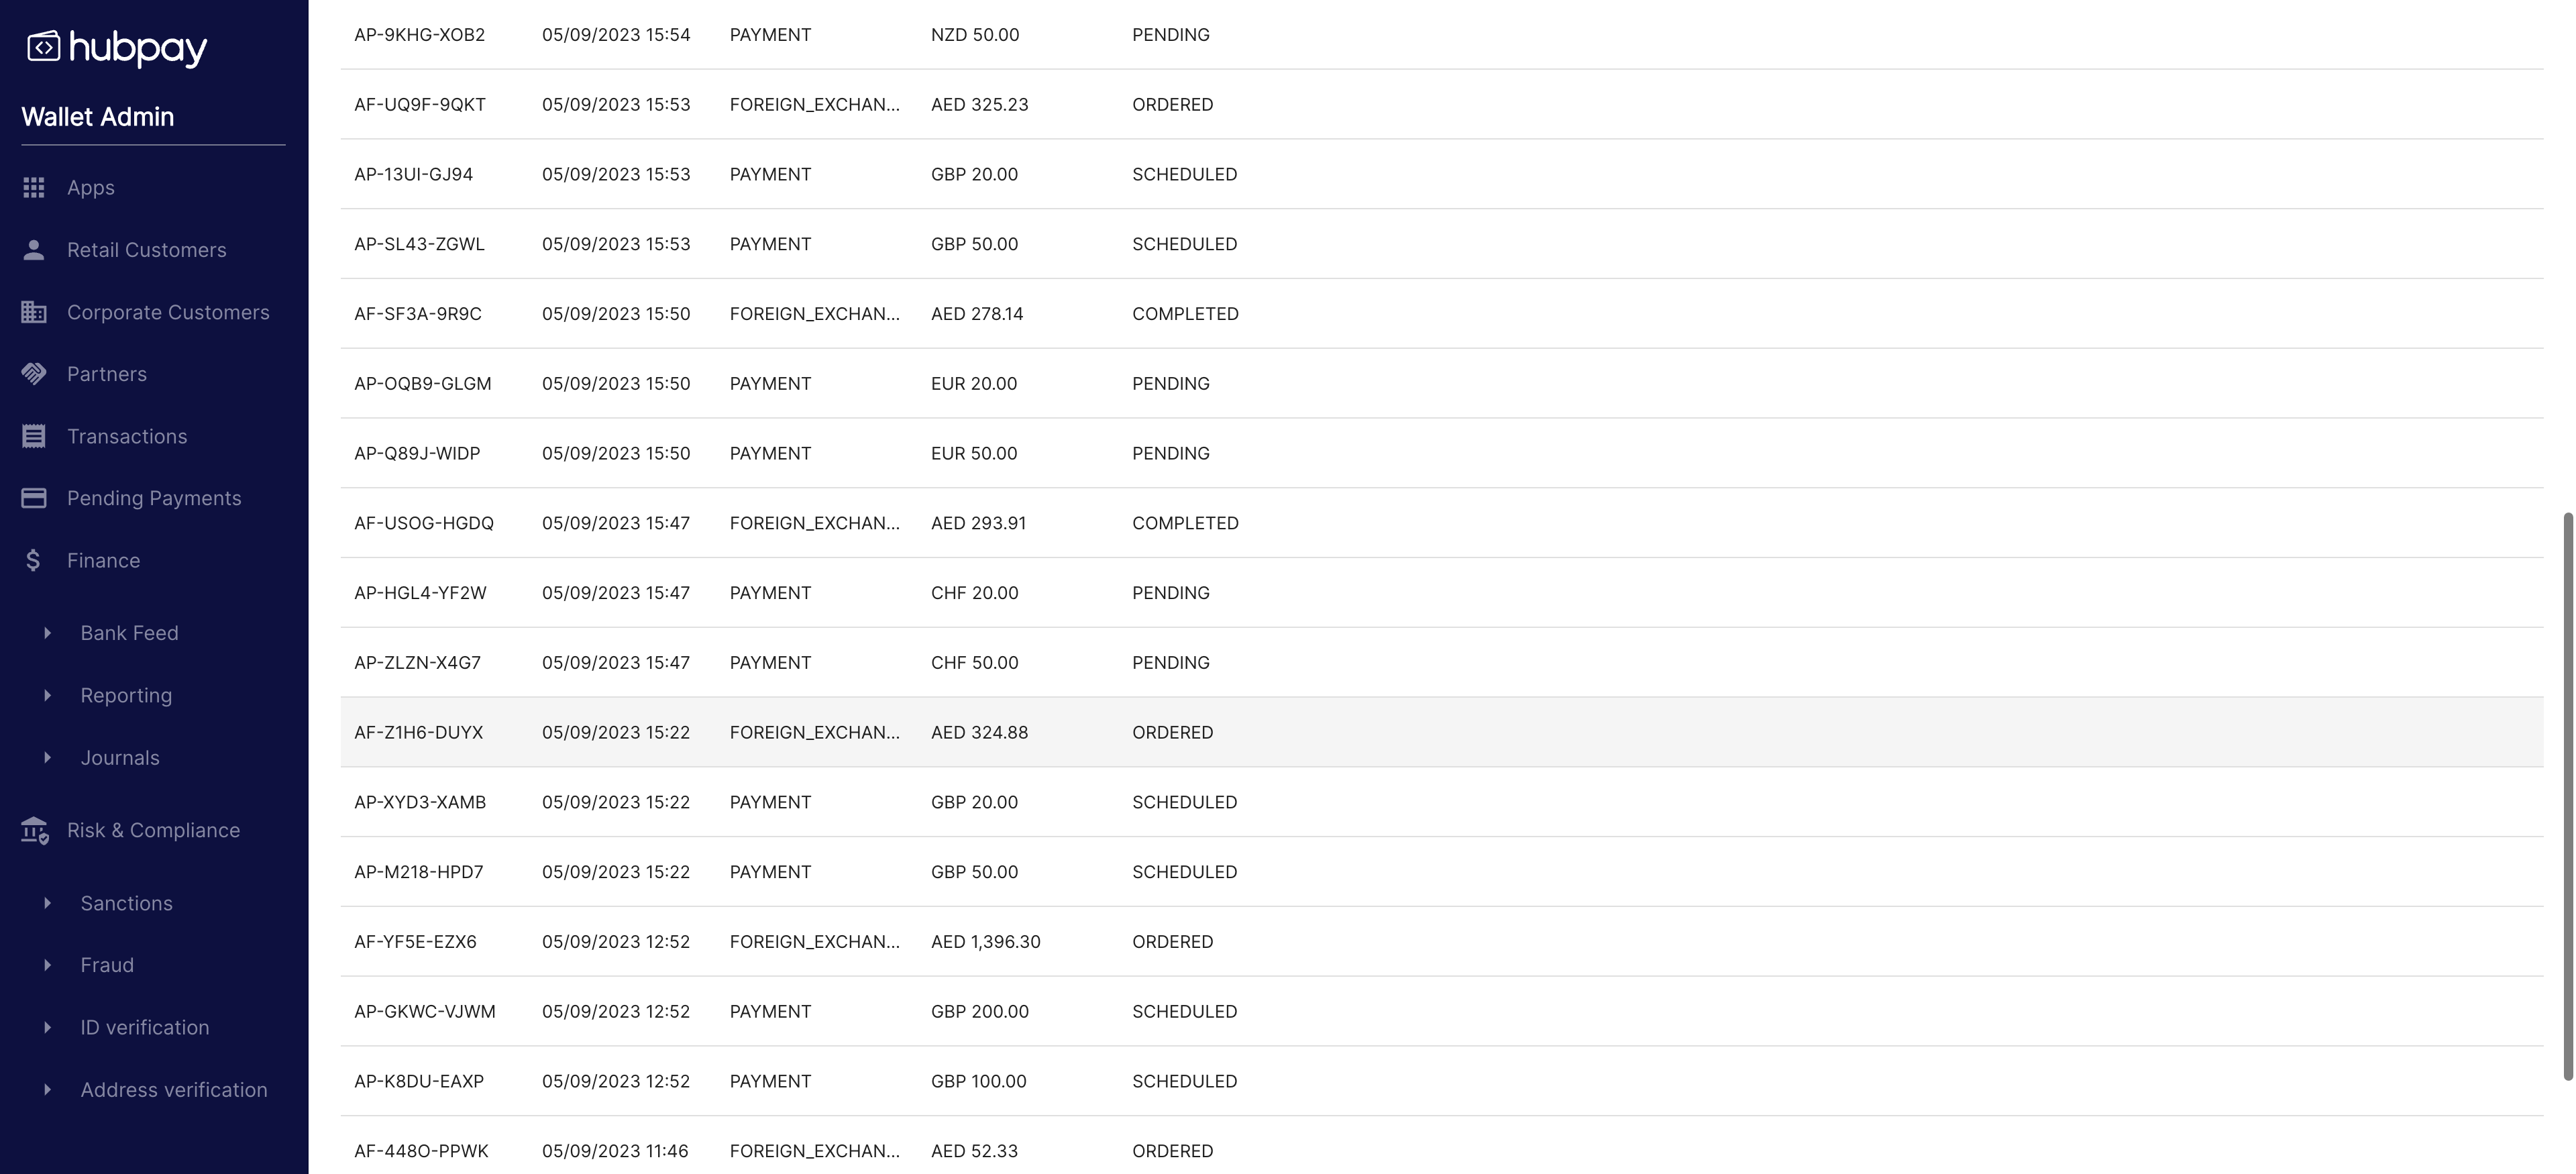 hubpay
Wallet Admin
Apps
Retail Customers
Corporate Customers
Partners
Transactions
Pending Payments
Finance
Bank Feed
Reporting
Journals
Risk & Compliance
Sanctions
Fraud
ID verification
Address verification
AP-9KHG-XOB2 05/09/2023 15:54 PAYMENT NZD 50.00 PENDING
AF-UQ9F-9QKT 05/09/2023 15:53 FOREIGN_EXCHAN... AED 325.23 ORDERED
AP-13UI-GJ94 05/09/2023 15:53 PAYMENT GBP 20.00 SCHEDULED
AP-SL43-ZGWL 05/09/2023 15:53 PAYMENT GBP 50.00 SCHEDULED
AF-SF3A-9R9C 05/09/2023 15:50 FOREIGN_EXCHAN... AED 278.14 COMPLETED
AP-OQB9-GLGM 05/09/2023 15:50 PAYMENT EUR 20.00 PENDING
AP-Q89J-WIDP 05/09/2023 15:50 PAYMENT EUR 50.00 PENDING
AF-USOG-HGDQ 05/09/2023 15:47 FOREIGN_EXCHAN... AED 293.91 COMPLETED
AP-HGL4-YF2W 05/09/2023 15:47 PAYMENT CHF 20.00 PENDING
AP-ZLZN-X4G7 05/09/2023 15:47 PAYMENT CHF 50.00 PENDING
AF-Z1H6-DUYX 05/09/2023 15:22 FOREIGN_EXCHAN... AED 324.88 ORDERED
AP-XYD3-XAMB 05/09/2023 15:22 PAYMENT GBP 20.00 SCHEDULED
AP-M218-HPD7 05/09/2023 15:22 PAYMENT GBP 50.00 SCHEDULED
AF-YF5E-EZX6 05/09/2023 12:52 FOREIGN_EXCHAN... AED 1,396.30 ORDERED
AP-GKWC-VJWM 05/09/2023 12:52 PAYMENT GBP 200.00 SCHEDULED
AP-K8DU-EAXP 05/09/2023 12:52 PAYMENT GBP 100.00 SCHEDULED
AF-448O-PPWK 05/09/2023 11:46 FOREIGN_EXCHAN... AED 52.33 ORDERED